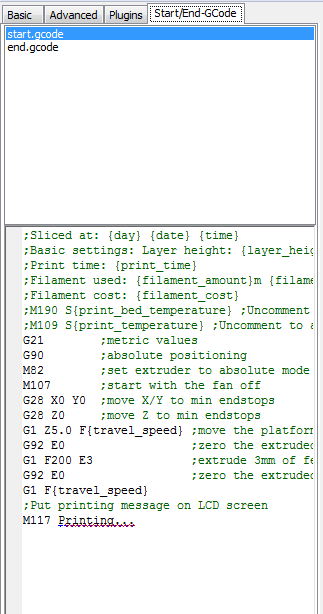 Basic Advanced Plugins Start/End-GCode
start.gcode
end.gcode
;Sliced at: {day} {date} {time}
;Basic settings: Layer height: {layer_heig
;Print time: {print_time}
;Filament used: {filament_amount}m {filame
;Filament cost: {filament_cost}
;M190 S{print_bed_temperature} ;Uncomment
;M109 S{print_temperature} ;Uncomment to a
G21 ;metric values
G90 ;absolute positioning
M82 ;set extruder to absolute mode
M107 ;start with the fan off
G28 X0 Y0 ;move X/Y to min endstops
G28 Z0 ;move Z to min endstops
G1 Z5.0 F{travel_speed} ;move the platfor
G92 E0 ;zero the extruded
G1 F200 E3 ;extrude 3mm of fe
G92 E0 ;zero the extruded
G1 F{travel_speed}
;Put printing message on LCD screen
M117 Printing...